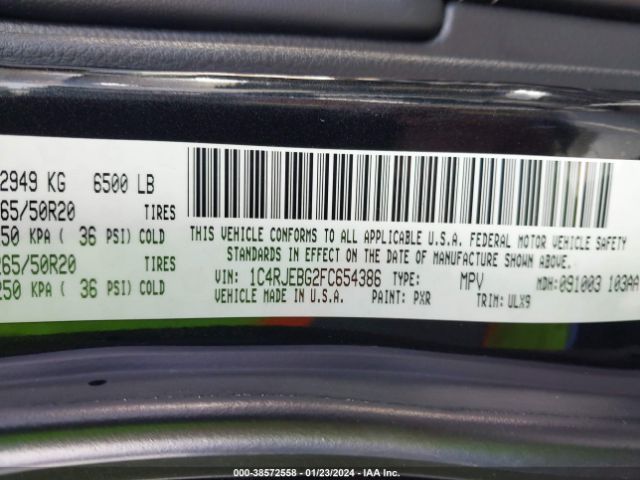 2949 KG 6500 LB
65/50R20 TIRES
50 KPA ( 36 PSI) COLD
265/50R20 TIRES
250 KPA ( 36 PSI) COLD
THIS VEHICLE CONFORMS TO ALL APPLICABLE U.S.A. FEDERAL MOTOR VEHICLE SAFETY
STANDARDS IN EFFECT ON THE DATE OF MANUFACTURE SHOWN ABOVE.
VIN: 1C4RJEBG2FC654386 TYPE: MPV MDH: 091003 103AA
VEHICLE MADE IN U.S.A. PAINT: PXR TRIM: ULX9
000-38572558 - 01/23/2024 - IAA Inc.